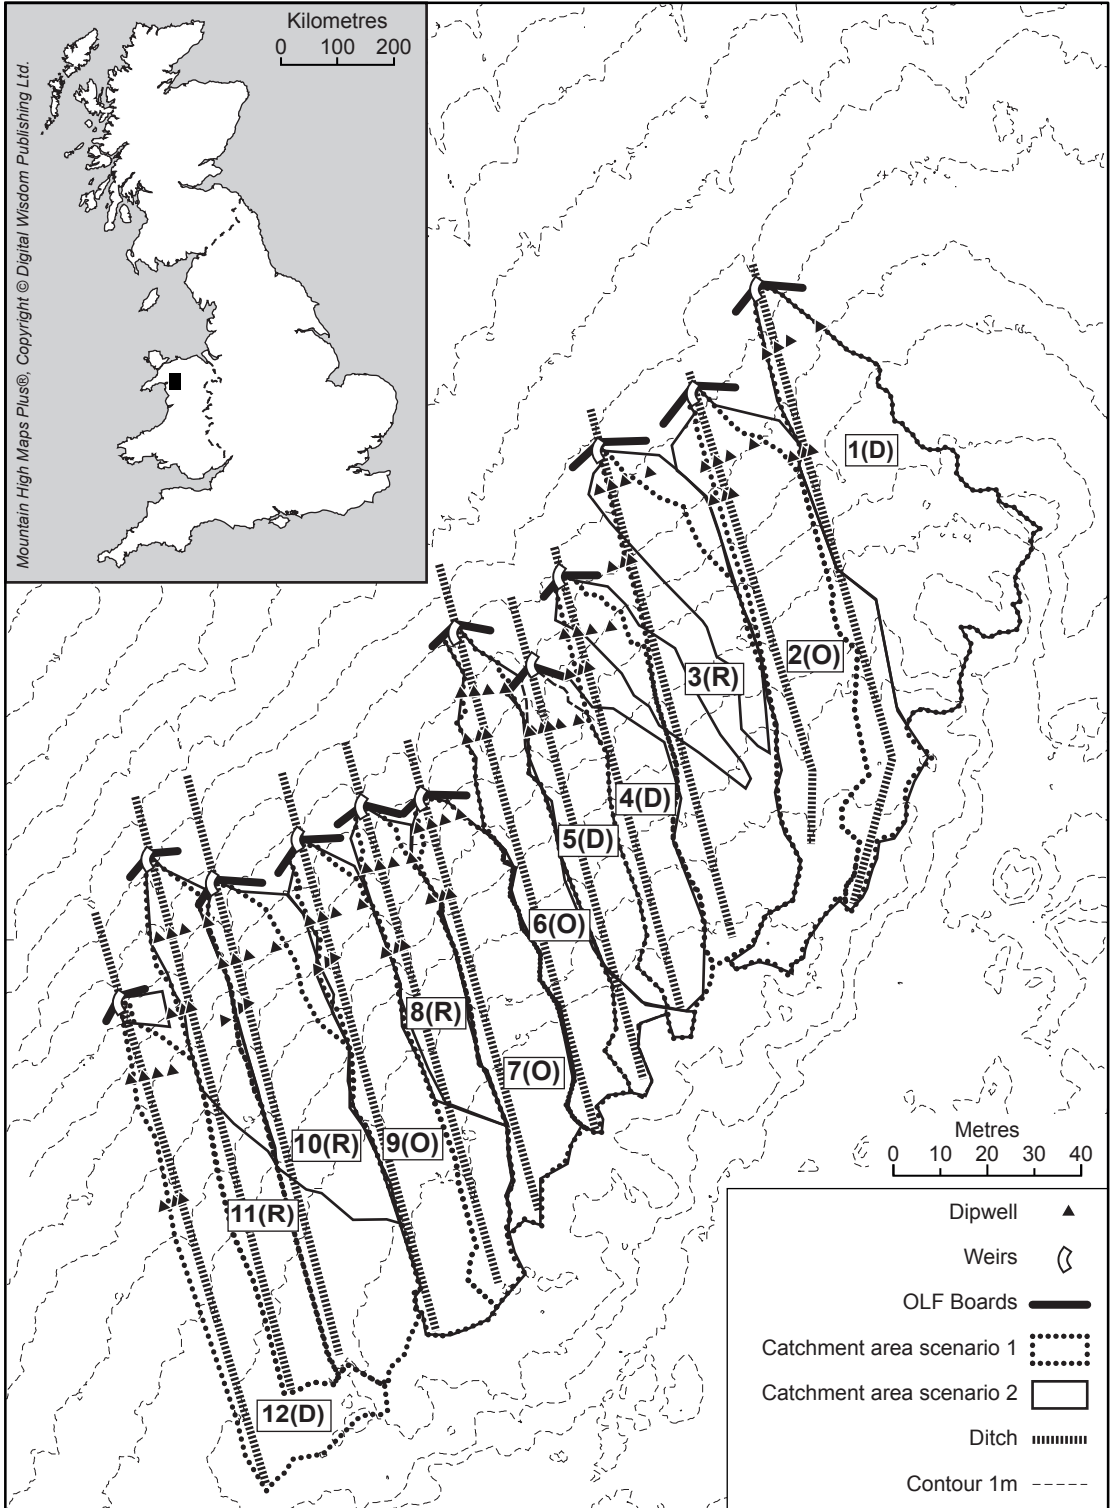 Kilometres
0 100 200
Mountain High Maps Plus®, Copyright © Digital Wisdom Publishing Ltd.
1(D)
2(O)
3(R)
4(D)
5(D)
6(O)
8(R)
7(O)
10(R)
9(O)
11(R)
12(D)
Metres
0 10 20 30 40
Dipwell
Weirs
OLF Boards
Catchment area scenario 1
Catchment area scenario 2
Ditch
Contour 1m